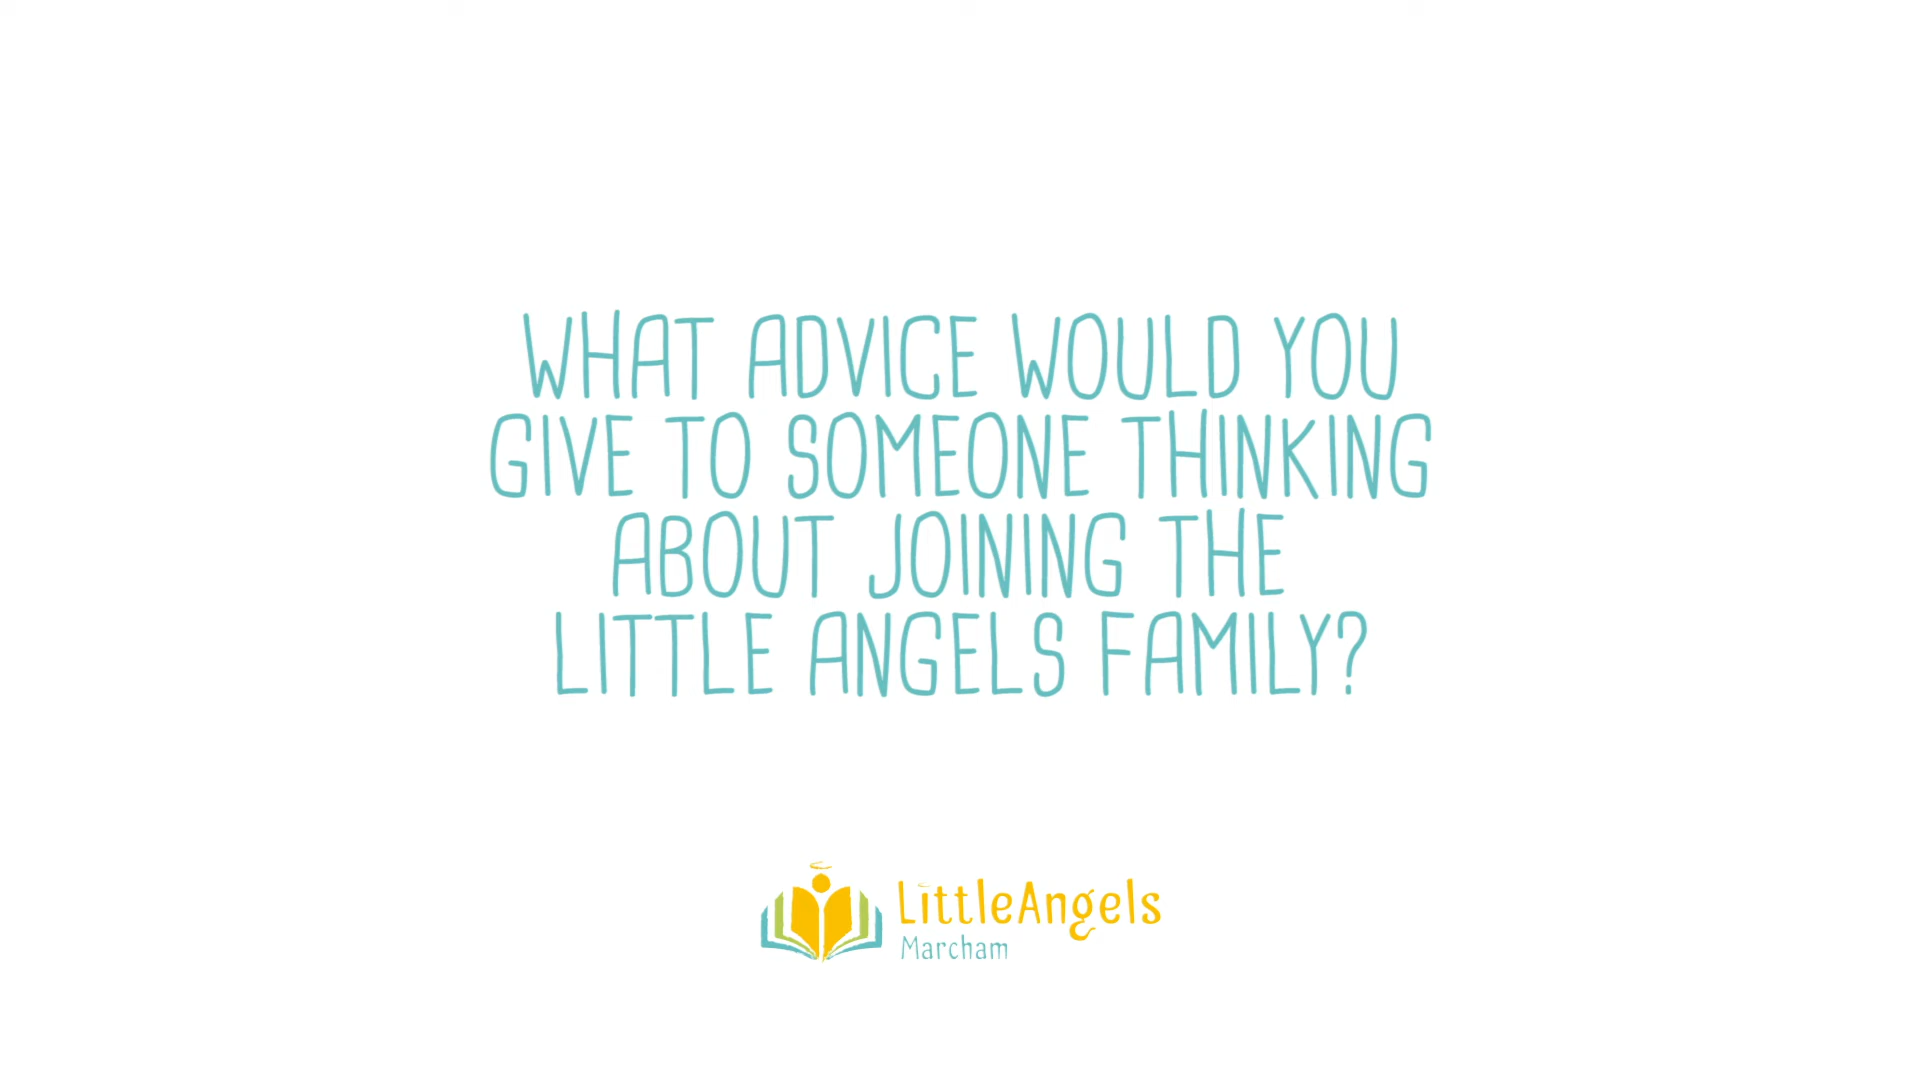 WHAT ADVICE WOULD YOU
GIVE TO SOMEONE THINKING
ABOUT JOINING THE
LITTLE ANGELS FAMILY?
LittleAngels
Marcham